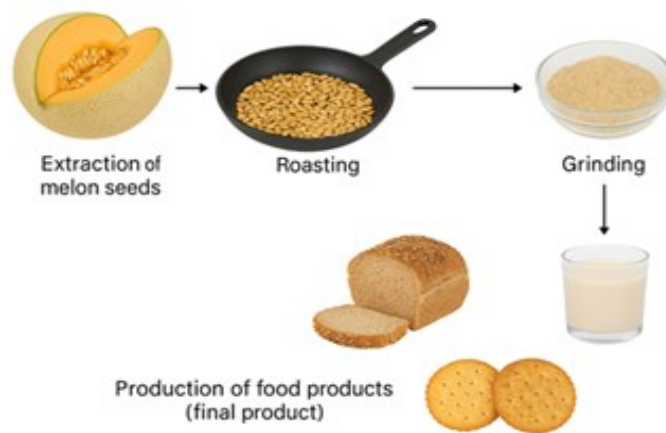 Extraction of
melon seeds
Roasting
Grinding
Production of food products
(final product)